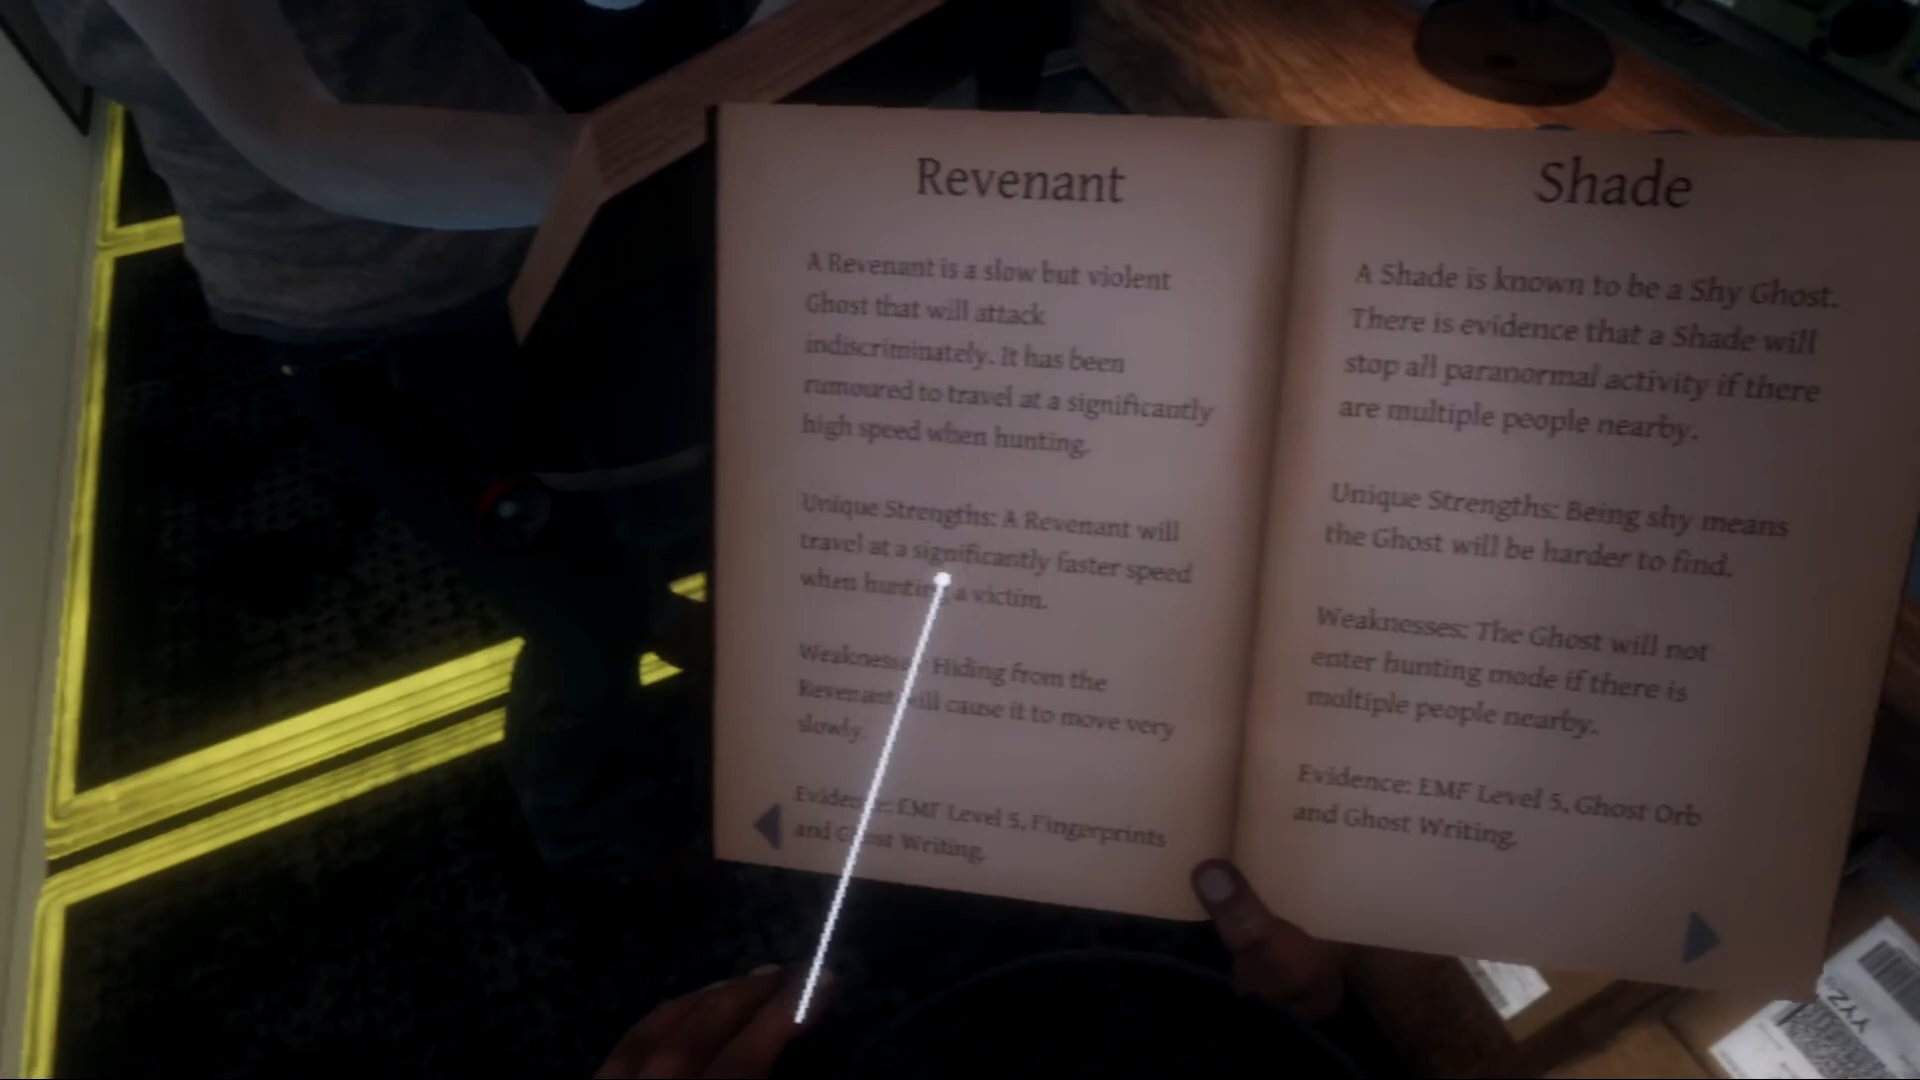 Revenant
A Revenant is a slow but violent
Ghost that will attack
indiscriminately. It has been
rumoured to travel at a significantly
high speed when hunting.
Unique Strengths: A Revenant will
travel at a significantly faster speed
when hunting a victim.
Weaknesses: Hiding from the
Revenant will cause it to move very
slowly.
Evidence: EMF Level 5, Fingerprints
and Ghost Writing.
Shade
A Shade is known to be a Shy Ghost.
There is evidence that a Shade will
stop all paranormal activity if there
are multiple people nearby.
Unique Strengths: Being shy means
the Ghost will be harder to find.
Weaknesses: The Ghost will not
enter hunting mode if there is
multiple people nearby.
Evidence: EMF Level 5, Ghost Orb
and Ghost Writing.